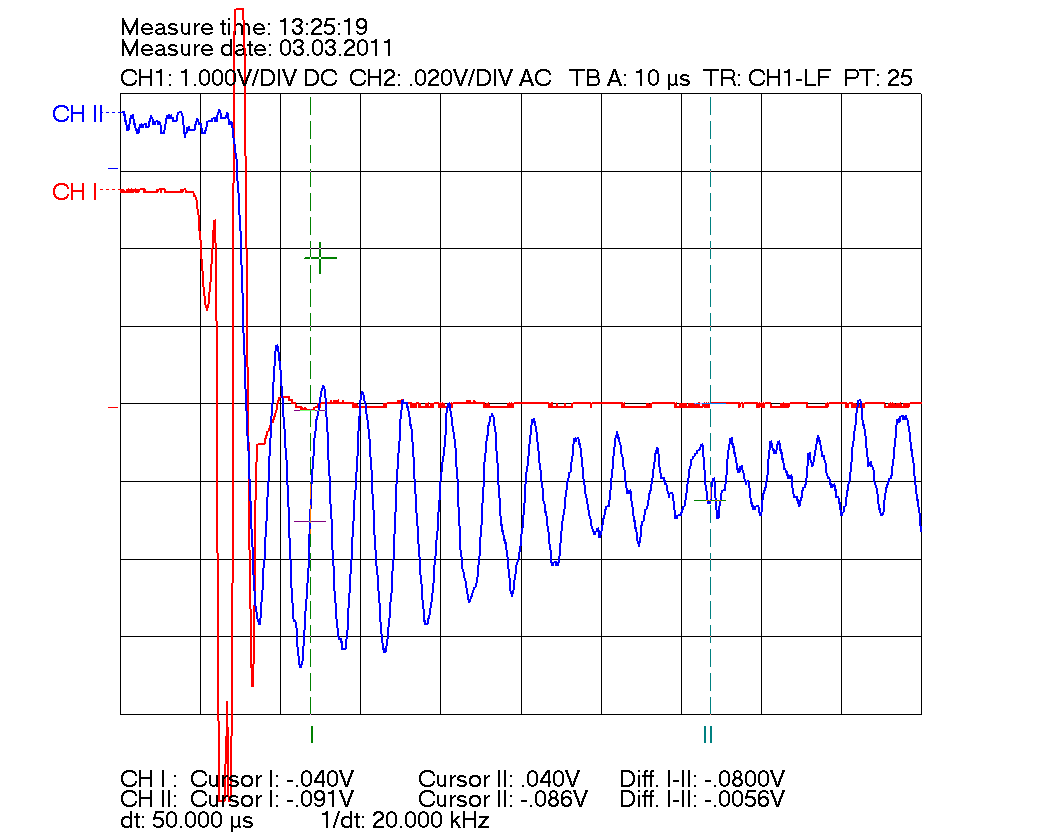 Measure time: 13:25:19
Measure date: 03.03.2011
CH1: 1.000V/DIV DC CH2: .020V/DIV AC TB A: 10 µs TR: CH1-LF PT: 25
CH II
CH I
I
II
CH I : Cursor I: -.040V Cursor II: .040V Diff. I-II: -.0800V
CH II: Cursor I: -.091V Cursor II: -.086V Diff. I-II: -.0056V
dt: 50.000 µs 1/dt: 20.000 kHz